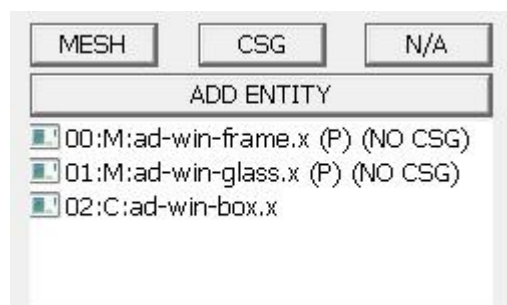 MESH CSG N/A
ADD ENTITY
00:M:ad-win-frame.x (P) (NO CSG)
01:M:ad-win-glass.x (P) (NO CSG)
02:C:ad-win-box.x